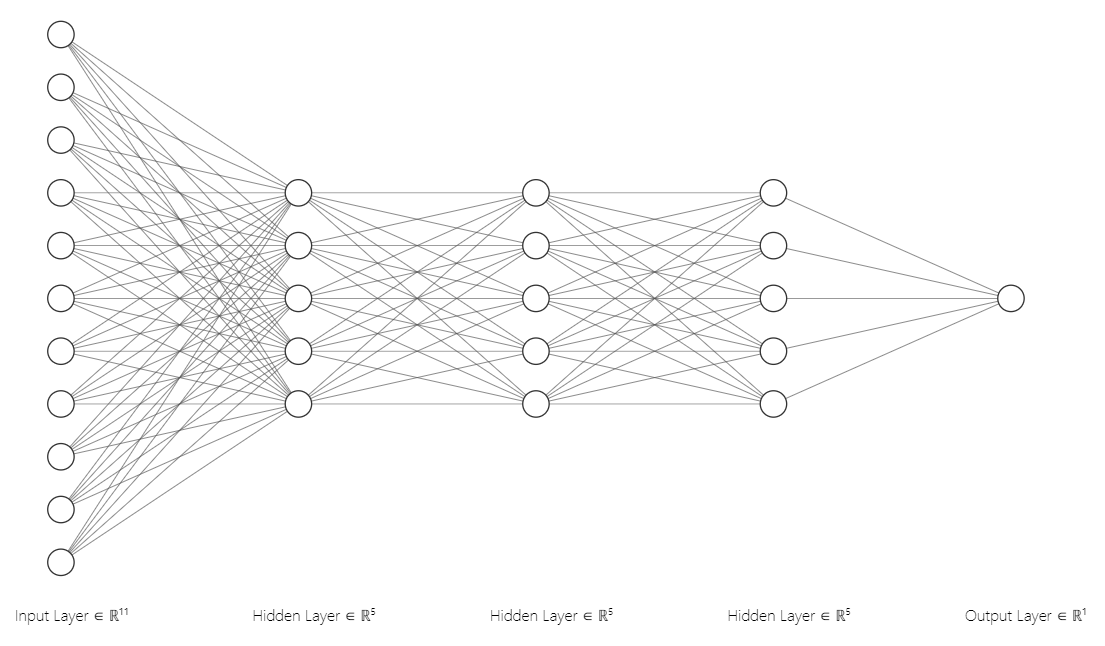 Input Layer ∈ ℝ¹¹
Hidden Layer ∈ ℝ⁵
Hidden Layer ∈ ℝ⁵
Hidden Layer ∈ ℝ⁵
Output Layer ∈ ℝ¹